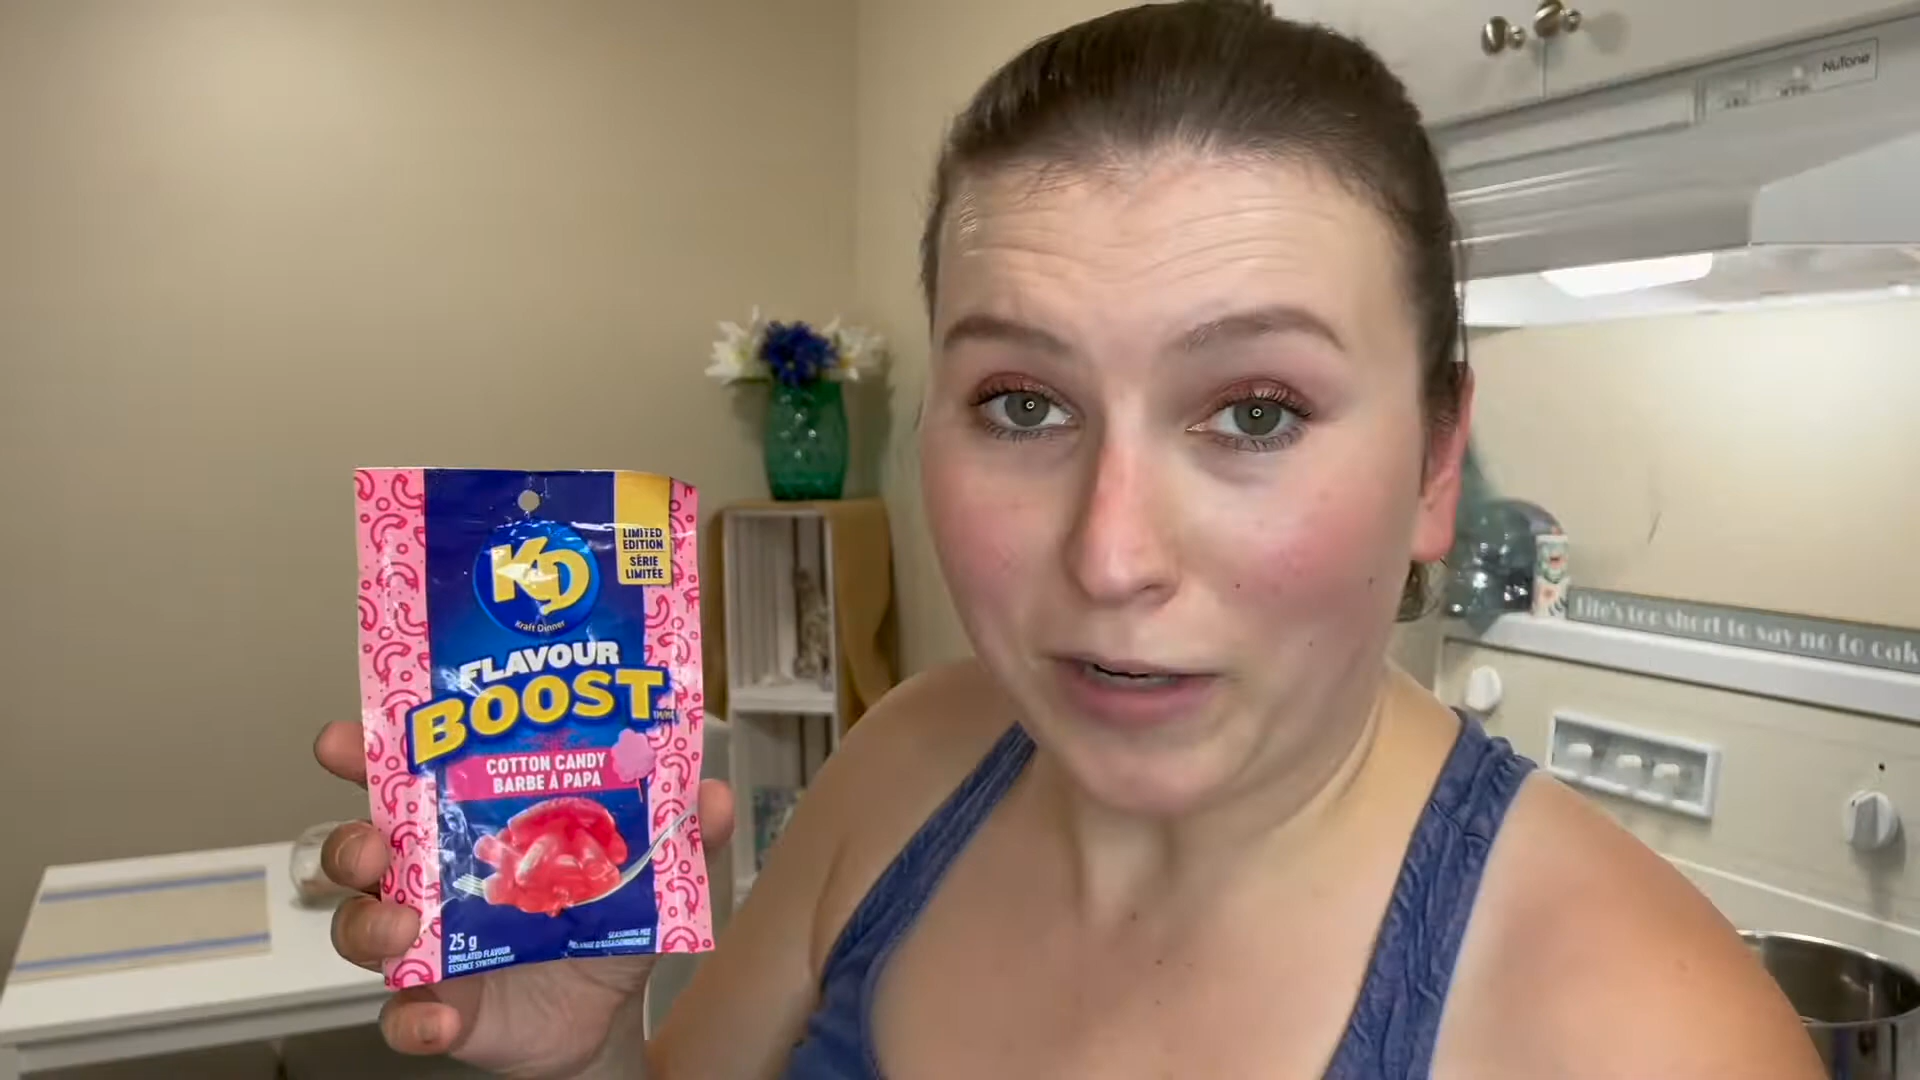 NuTone
LIMITED
EDITION
SÉRIE
LIMITÉE
KD
Kraft Dinner
FLAVOUR
BOOST
COTTON CANDY
BARBE À PAPA
25 g
SIMULATED FLAVOUR
ESSENCE SYNTHÉTIQUE
SEASONING MIX
MÉLANGE D'ASSAISONNEMENT
Life's too short to say no to cak